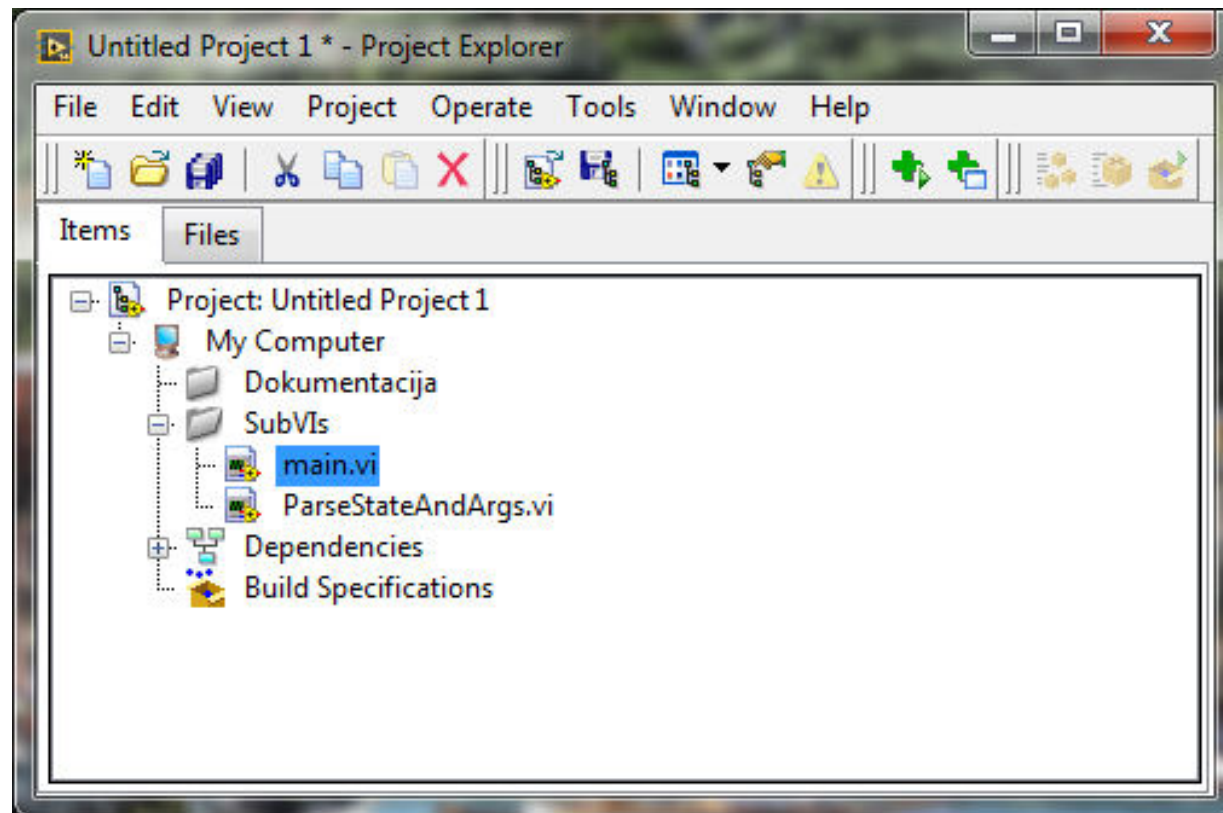 Untitled Project 1 * - Project Explorer
File Edit View Project Operate Tools Window Help
Items Files
Project: Untitled Project 1
My Computer
Dokumentacija
SubVIs
main.vi
ParseStateAndArgs.vi
Dependencies
Build Specifications